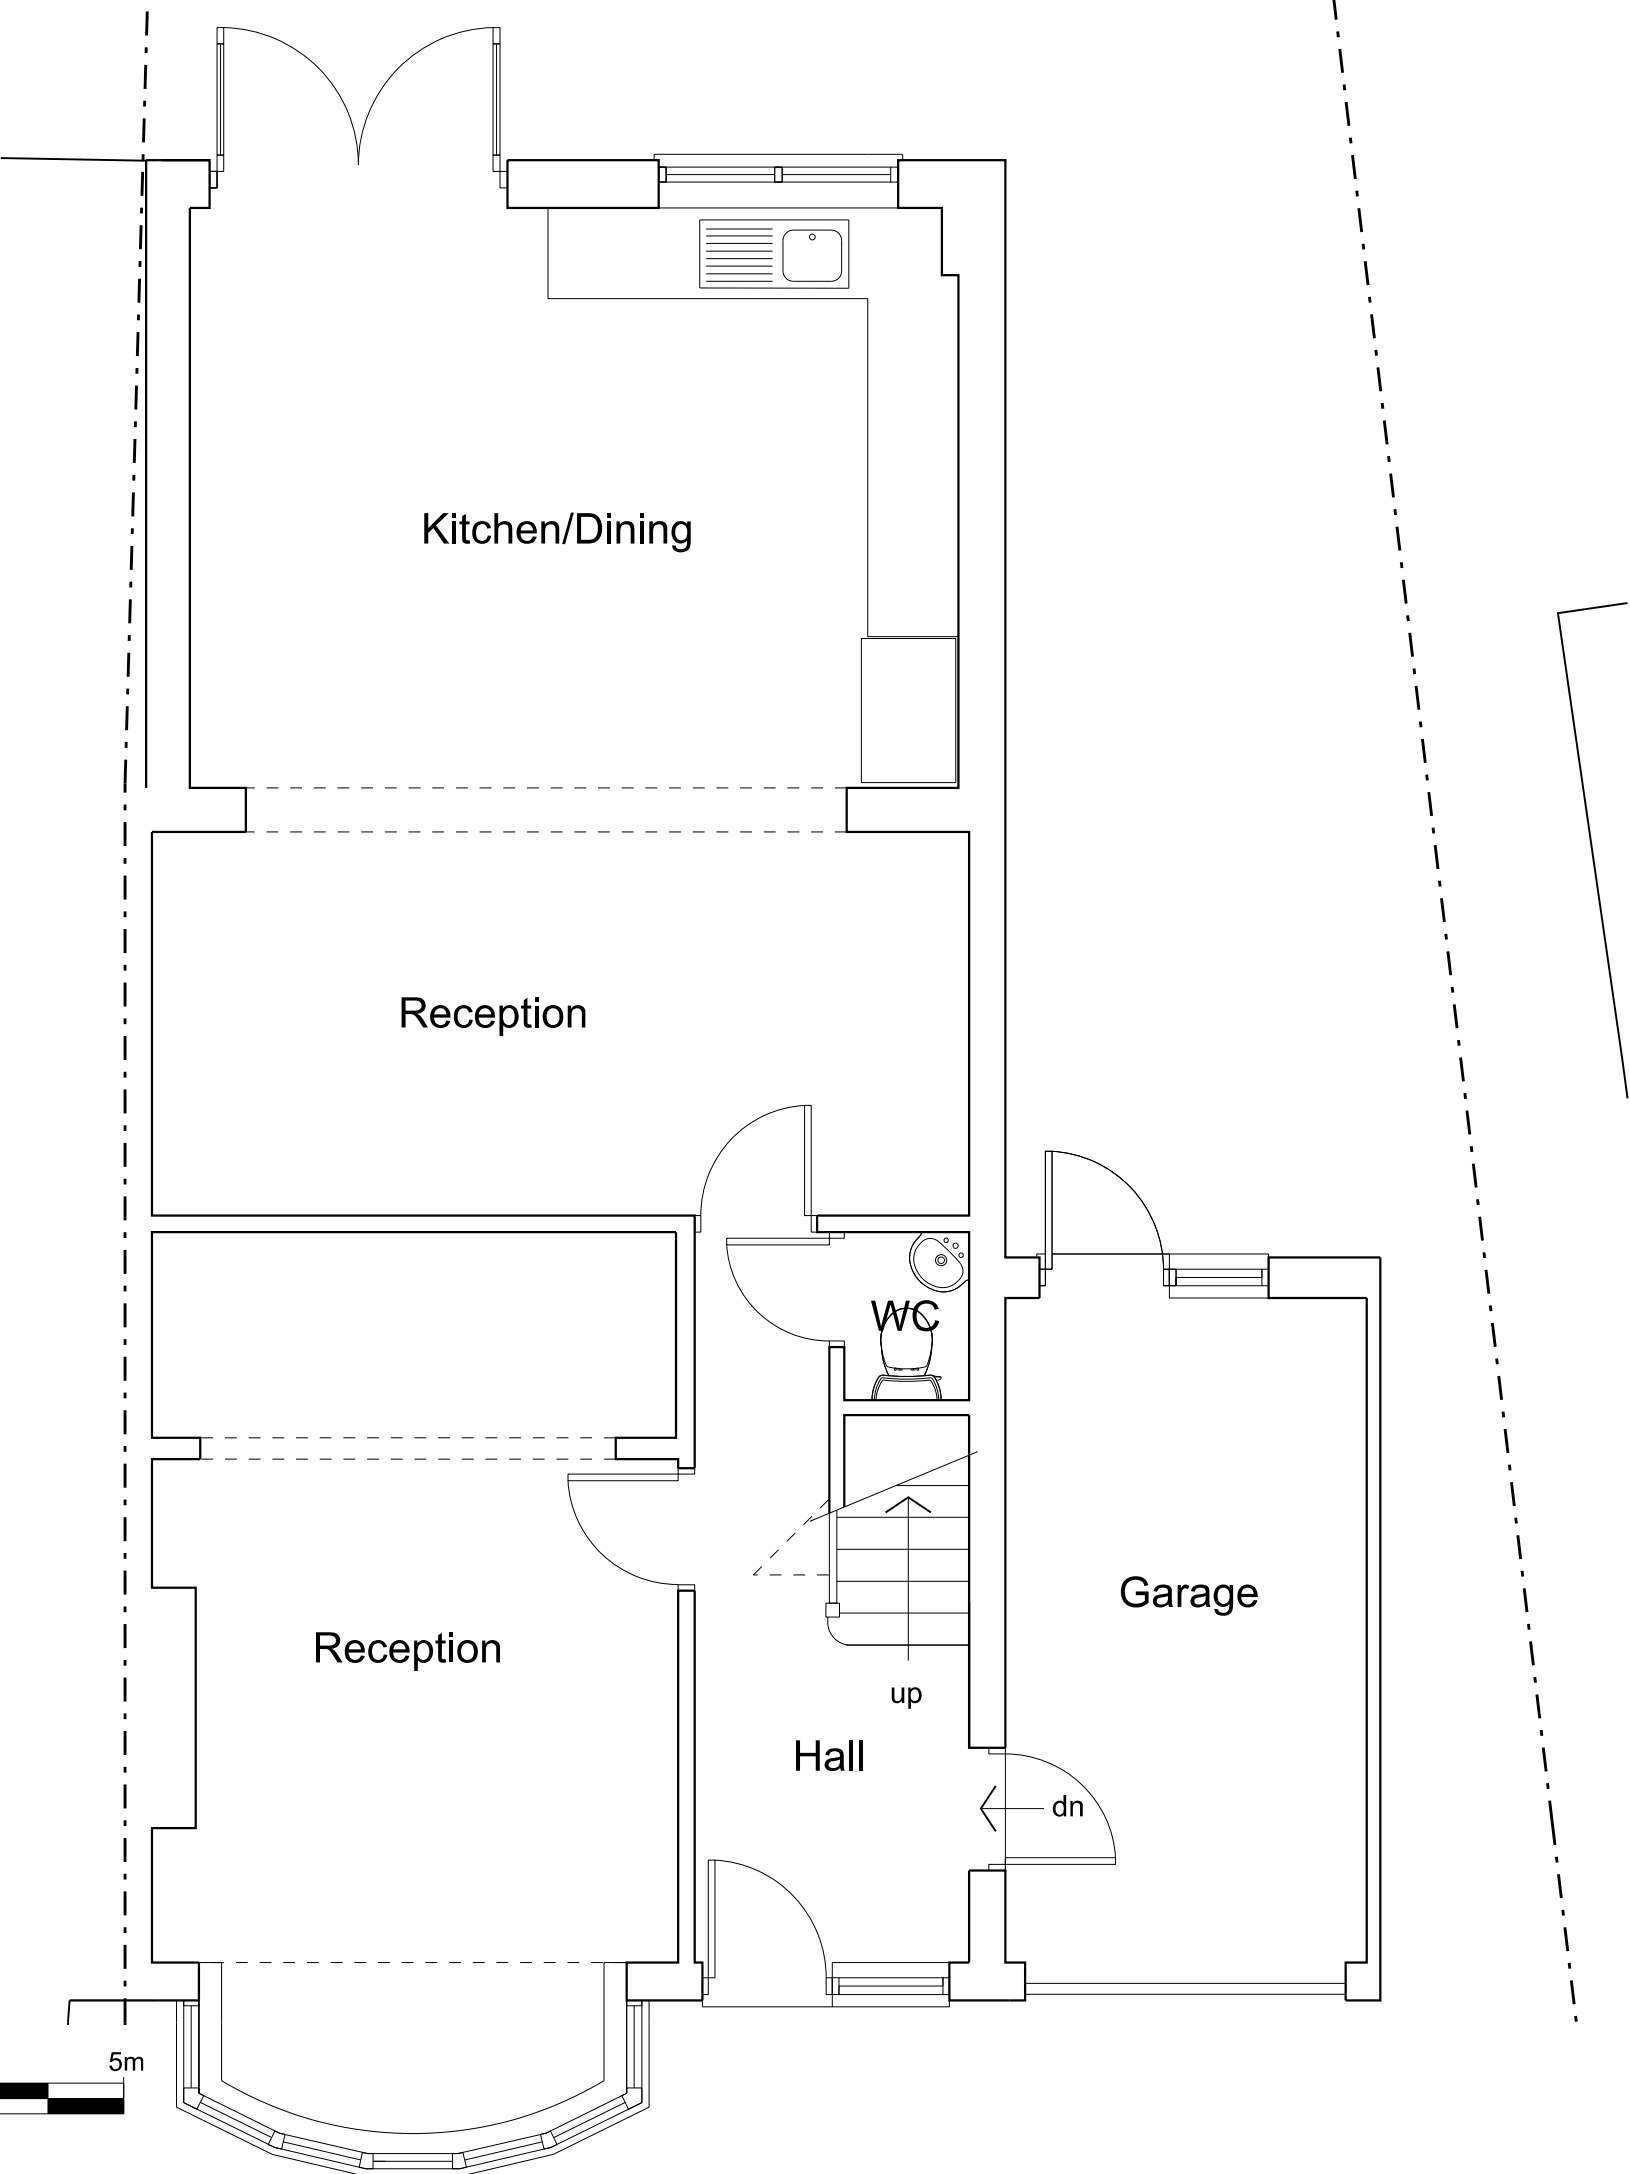 Kitchen/Dining
Reception
WC
Garage
Reception
up
Hall
dn
5m